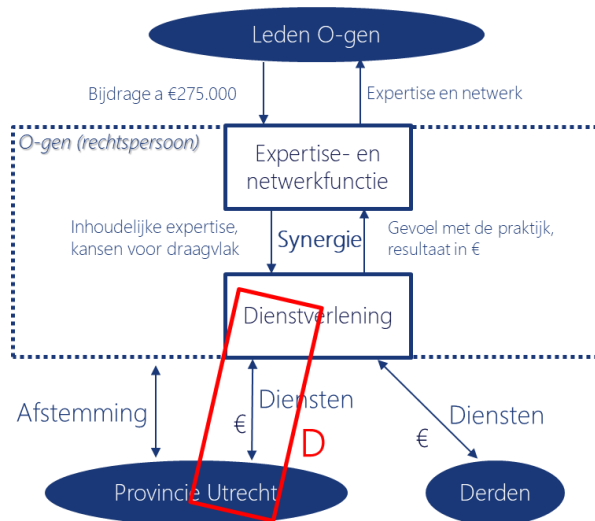 Leden O-gen
Bijdrage a €275.000
Expertise en netwerk
O-gen (rechtspersoon)
Expertise- en
netwerkfunctie
Inhoudelijke expertise,
kansen voor draagvlak
Synergie
Gevoel met de praktijk,
resultaat in €
Dienstverlening
Afstemming
Diensten
€
D
Diensten
€
Provincie Utrecht
Derden